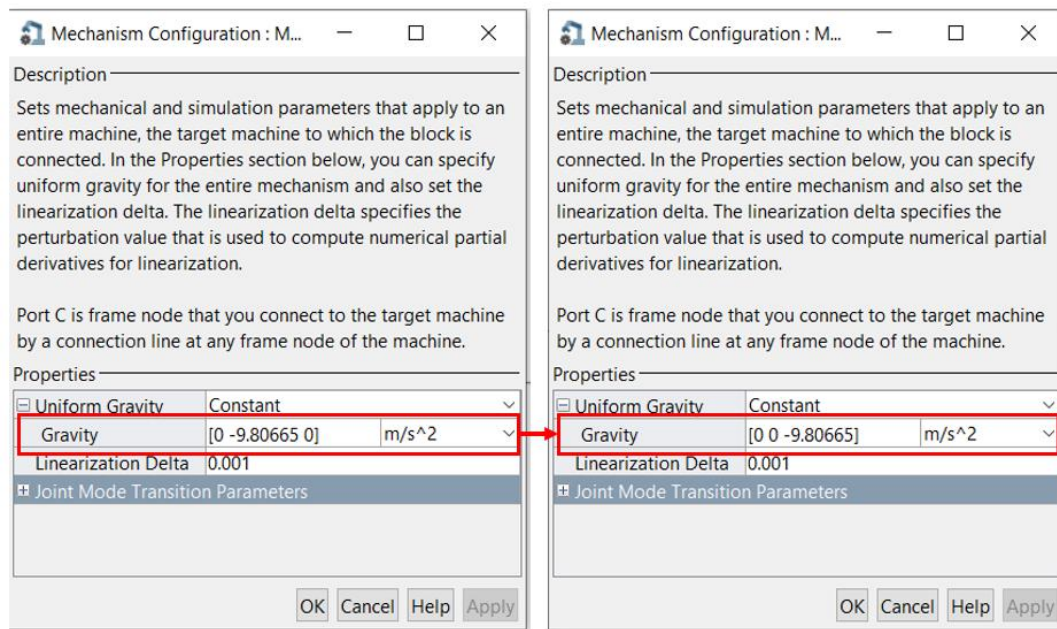 Mechanism Configuration : M...
Description
Sets mechanical and simulation parameters that apply to an
entire machine, the target machine to which the block is
connected. In the Properties section below, you can specify
uniform gravity for the entire mechanism and also set the
linearization delta. The linearization delta specifies the
perturbation value that is used to compute numerical partial
derivatives for linearization.
Port C is frame node that you connect to the target machine
by a connection line at any frame node of the machine.
Properties
Uniform Gravity Constant
Gravity [0 -9.80665 0] m/s^2
Linearization Delta 0.001
Joint Mode Transition Parameters
OK Cancel Help Apply
Mechanism Configuration : M...
Description
Sets mechanical and simulation parameters that apply to an
entire machine, the target machine to which the block is
connected. In the Properties section below, you can specify
uniform gravity for the entire mechanism and also set the
linearization delta. The linearization delta specifies the
perturbation value that is used to compute numerical partial
derivatives for linearization.
Port C is frame node that you connect to the target machine
by a connection line at any frame node of the machine.
Properties
Uniform Gravity Constant
Gravity [0 0 -9.80665] m/s^2
Linearization Delta 0.001
Joint Mode Transition Parameters
OK Cancel Help Apply